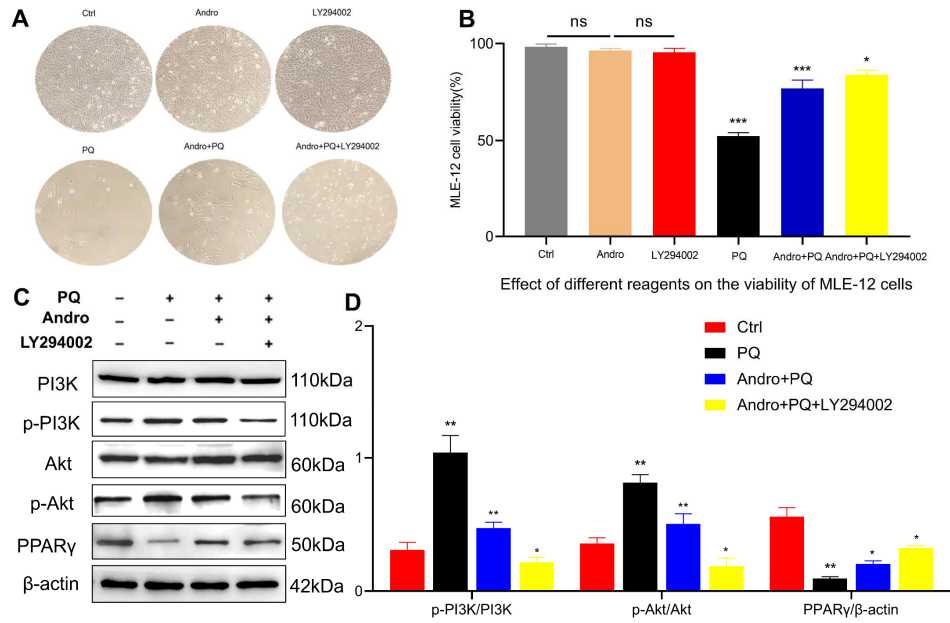 A
Ctrl
Andro
LY294002
PQ
Andro+PQ
Andro+PQ+LY294002
B
ns
ns
100
50
0
MLE-12 cell viability(%)
***
***
*
Ctrl
Andro
LY294002
PQ
Andro+PQ
Andro+PQ+LY294002
Effect of different reagents on the viability of MLE-12 cells
C
PQ – + + +
Andro – – + +
LY294002 – – – +
PI3K 110kDa
p-PI3K 110kDa
Akt 60kDa
p-Akt 60kDa
PPARγ 50kDa
β-actin 42kDa
D
2
1
0
Ctrl
PQ
Andro+PQ
Andro+PQ+LY294002
** ** *
** ** *
** * *
p-PI3K/PI3K
p-Akt/Akt
PPARγ/β-actin